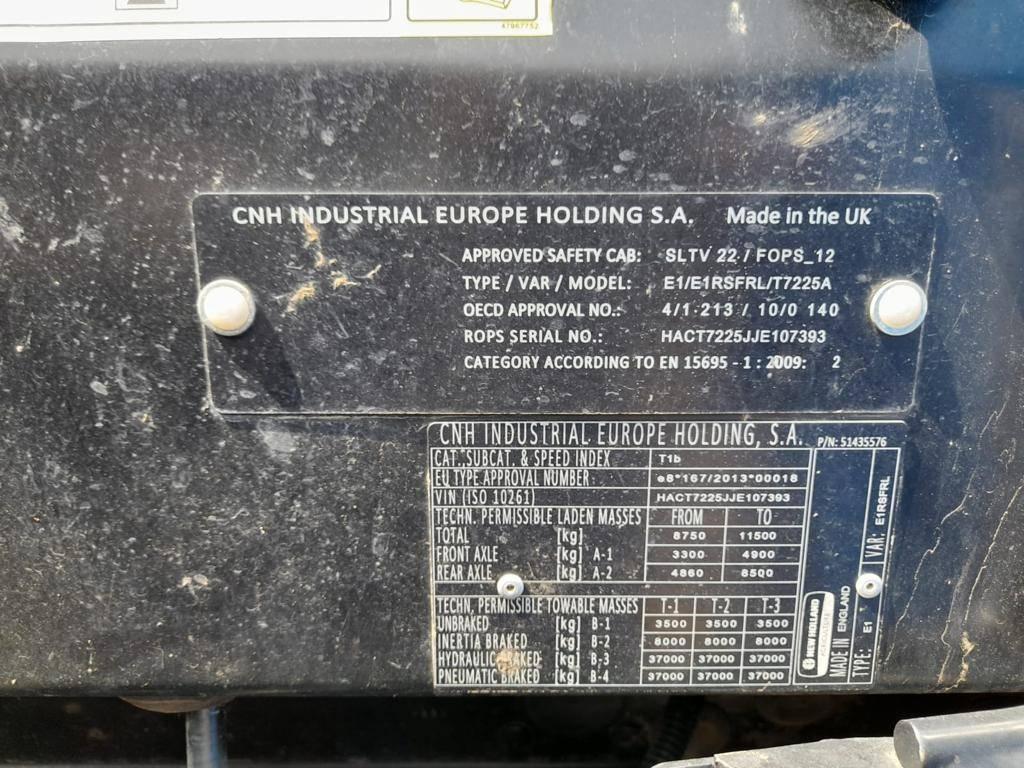 47967752
CNH INDUSTRIAL EUROPE HOLDING S.A. Made in the UK
APPROVED SAFETY CAB: SLTV 22 / FOPS_12
TYPE / VAR / MODEL: E1/E1RSFRL/T7225A
OECD APPROVAL NO.: 4/1 213 / 10/0 140
ROPS SERIAL NO.: HACT7225JJE107393
CATEGORY ACCORDING TO EN 15695 - 1 : 2009: 2
CNH INDUSTRIAL EUROPE HOLDING, S.A. P/N: 51435576
CAT.,SUBCAT. & SPEED INDEX T1b
EU TYPE APPROVAL NUMBER e8*167/2013*00018
VIN (ISO 10261) HACT7225JJE107393
TECHN. PERMISSIBLE LADEN MASSES FROM TO
TOTAL [kg] 8750 11500
FRONT AXLE [kg] A-1 3300 4900
REAR AXLE [kg] A-2 4860 8500
TECHN. PERMISSIBLE TOWABLE MASSES T-1 T-2 T-3
UNBRAKED [kg] B-1 3500 3500 3500
INERTIA BRAKED [kg] B-2 8000 8000 8000
HYDRAULIC BRAKED [kg] B-3 37000 37000 37000
PNEUMATIC BRAKED [kg] B-4 37000 37000 37000
NEW HOLLAND
AGRICULTURE
MADE IN ENGLAND
TYPE: E1 VAR: E1RSFRL